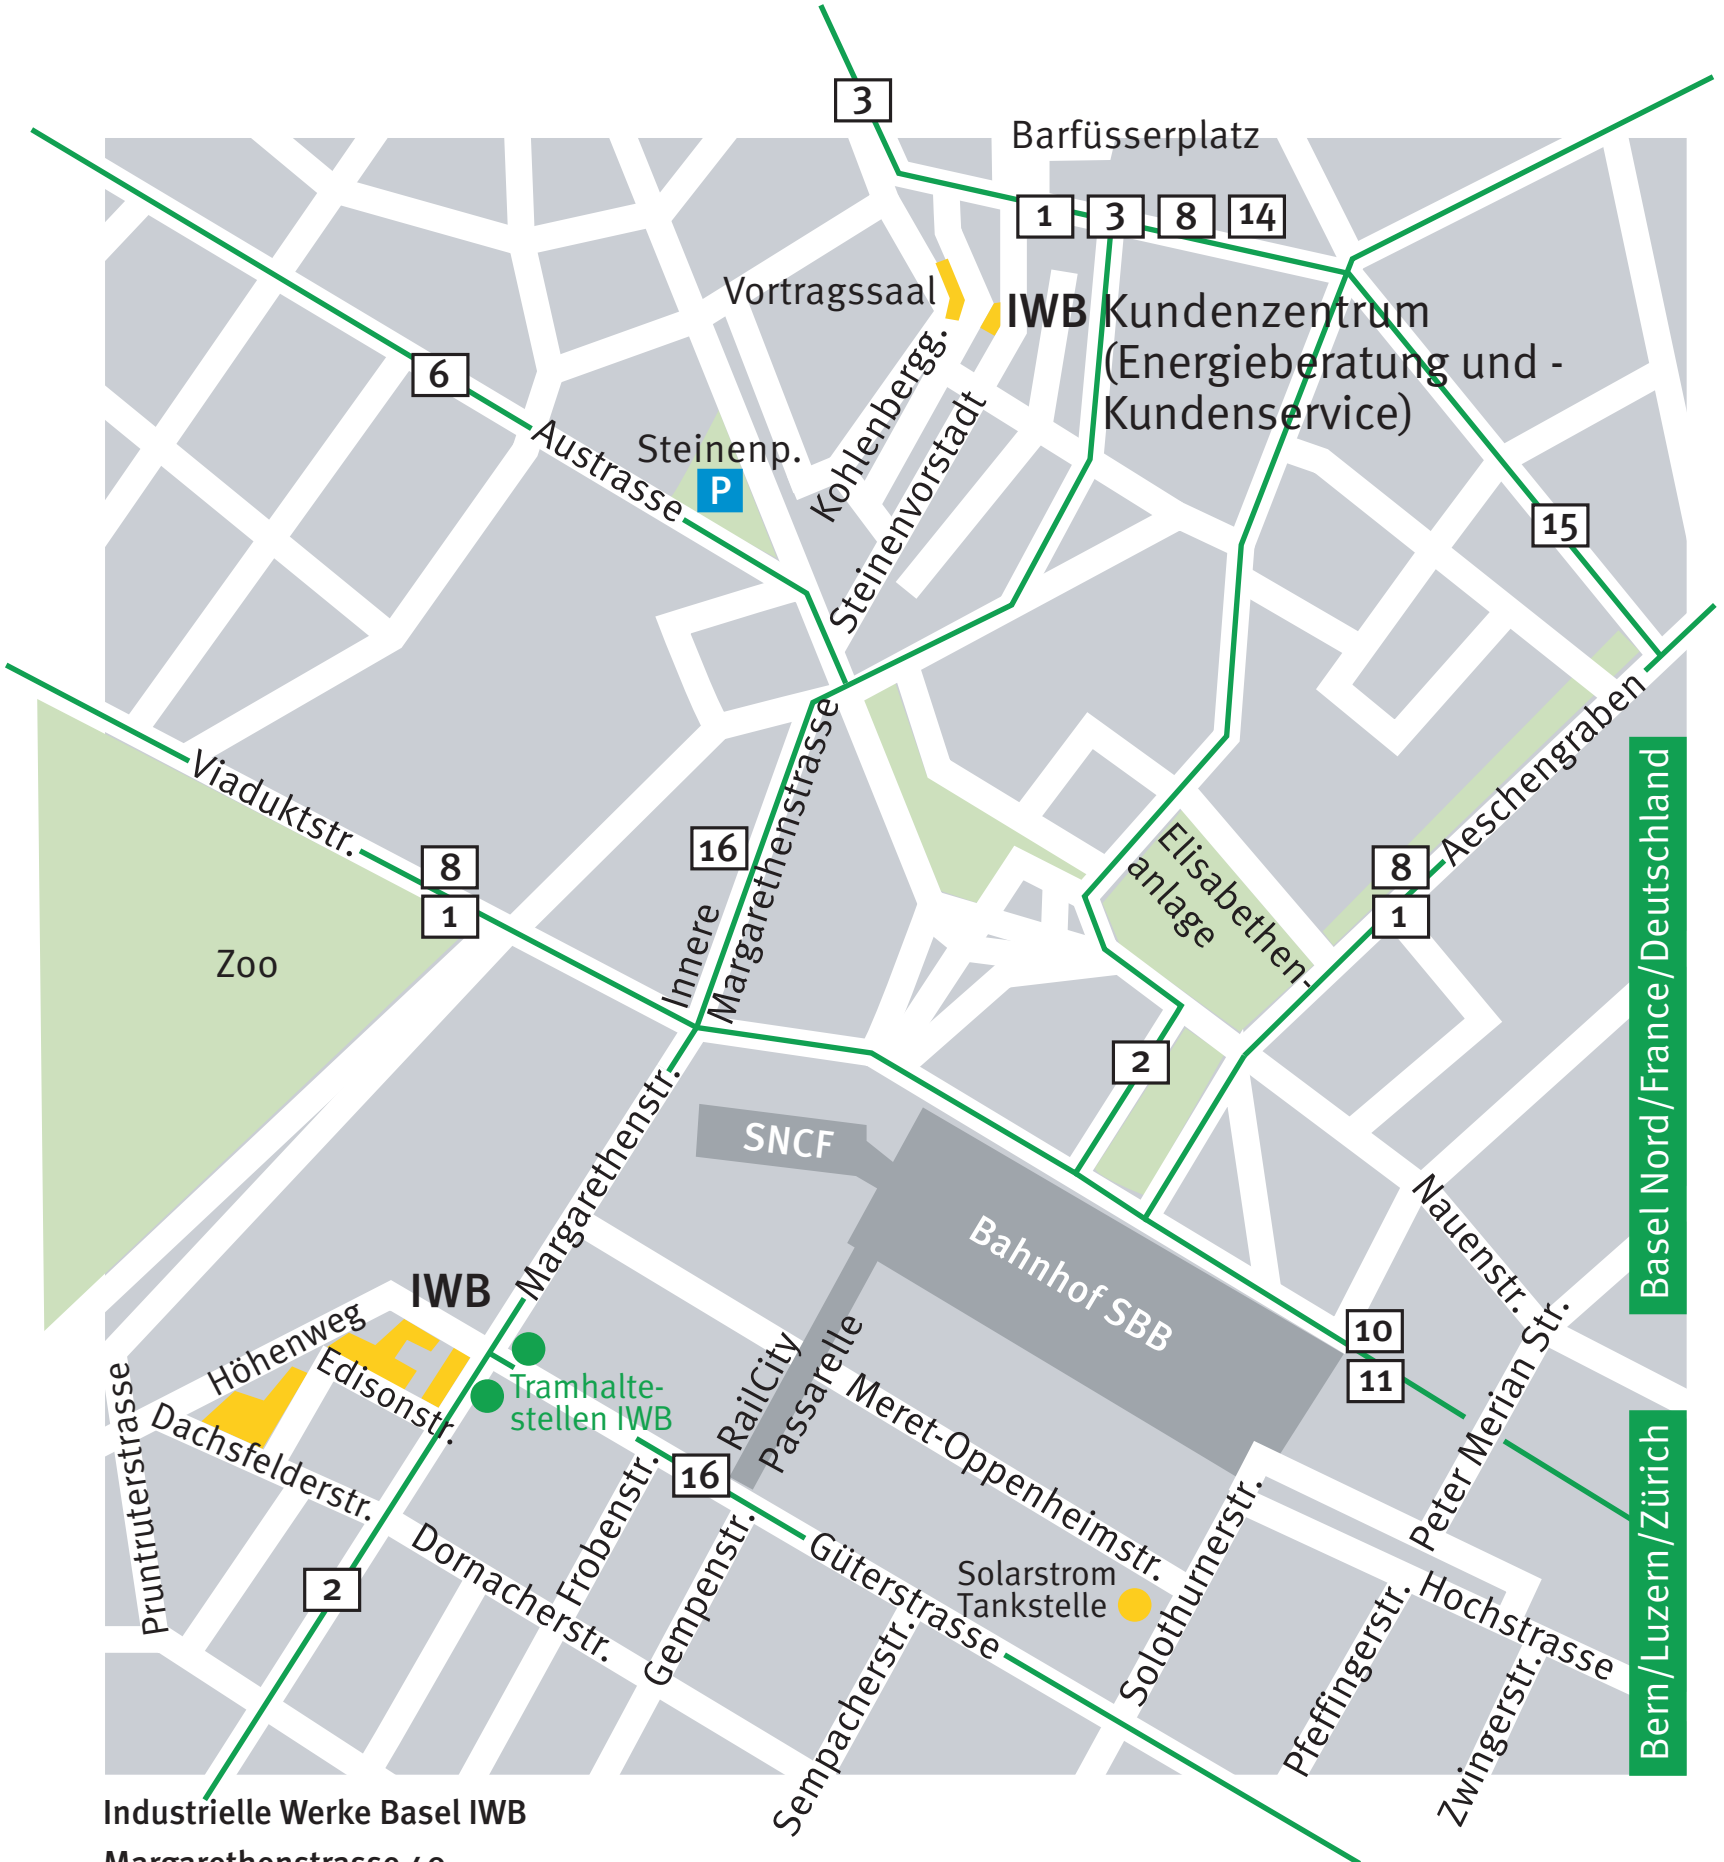 3
Barfüsserplatz
1 3 8 14
Vortragssaal
IWB Kundenzentrum
(Energieberatung und -
Kundenservice)
6
Austrasse
Steinenp.
P
Kohlenbergg.
Steinenvorstadt
15
Viaduktstr.
8
1
16
Innere
Margarethenstrasse
Elisabethen-
anlage
Aeschengraben
8
1
Zoo
2
Basel Nord/France/Deutschland
SNCF
Bahnhof SBB
Margarethenstr.
Nauenstr.
IWB
10
11
Höhenweg
Edisonstr.
Tramhalte-
stellen IWB
RailCity
Passarelle
Meret-Oppenheimstr.
Peter Merian Str.
Pruntruterstrasse
Dachsfelderstr.
16
Bern/Luzern/Zürich
Dornacherstr.
Frobenstr.
Gempenstr.
Güterstrasse
Solarstrom
Tankstelle
Solothurnerstr.
Hochstrasse
2
Sempacherstr.
Pfeffingerstr.
Zwingerstr.
Industrielle Werke Basel IWB
Margarethenstrasse 40